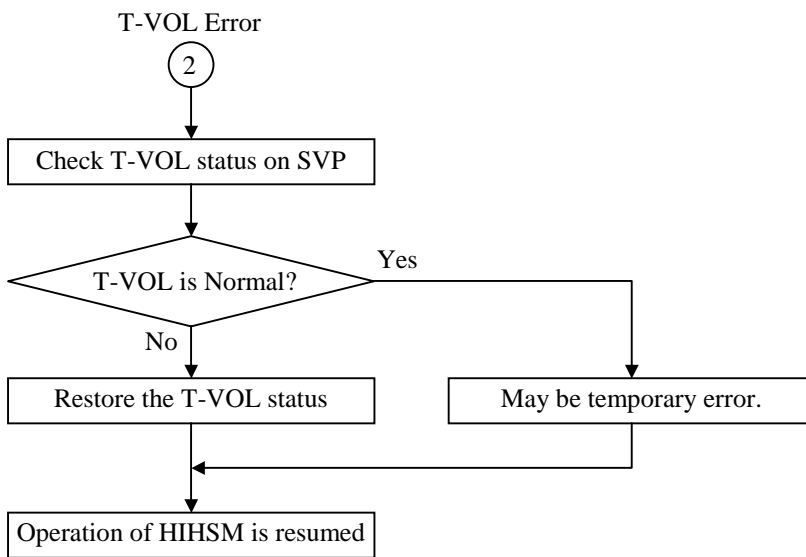 T-VOL Error
2
Check T-VOL status on SVP
T-VOL is Normal?
Yes
No
Restore the T-VOL status
May be temporary error.
Operation of HIHSM is resumed